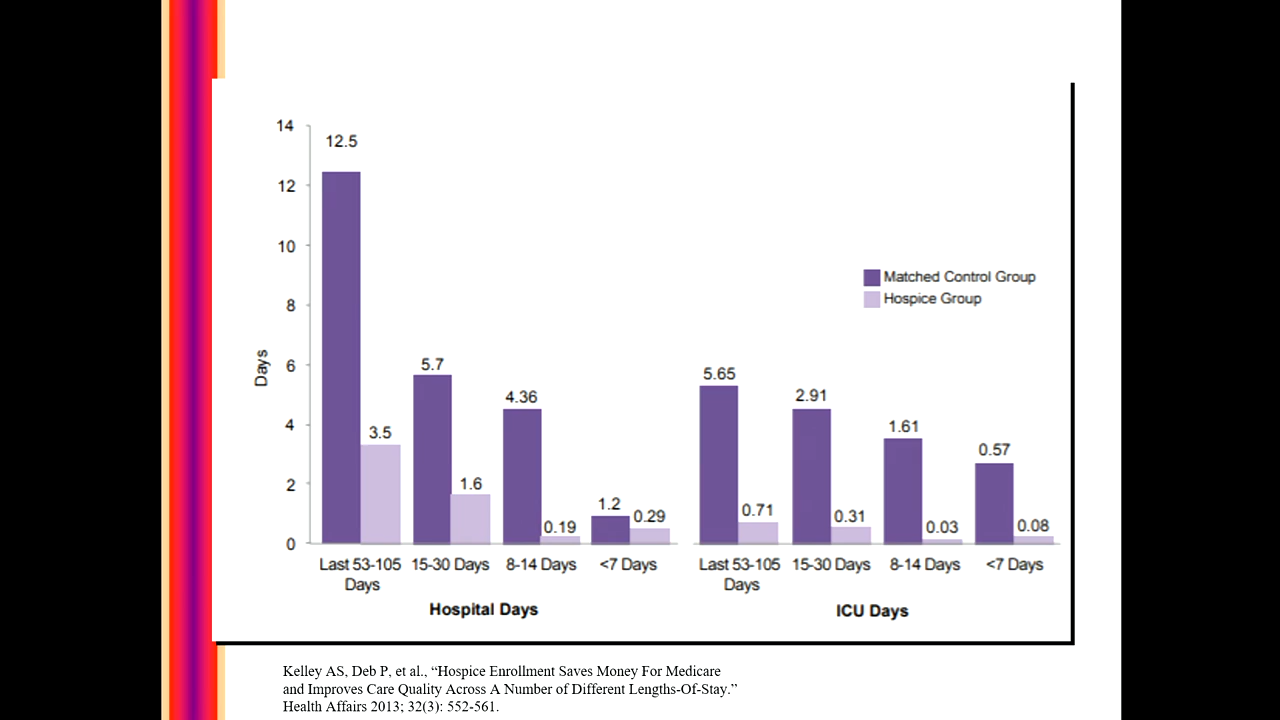 14
12.5
12
10
8
6
4
2
0
Days
5.7
4.36
3.5
1.6
0.19
1.2
0.29
5.65
2.91
1.61
0.57
0.71
0.31
0.03
0.08
Matched Control Group
Hospice Group
Last 53-105 Days
15-30 Days
8-14 Days
<7 Days
Last 53-105 Days
15-30 Days
8-14 Days
<7 Days
Hospital Days
ICU Days
Kelley AS, Deb P, et al., “Hospice Enrollment Saves Money For Medicare
and Improves Care Quality Across A Number of Different Lengths-Of-Stay.”
Health Affairs 2013; 32(3): 552-561.